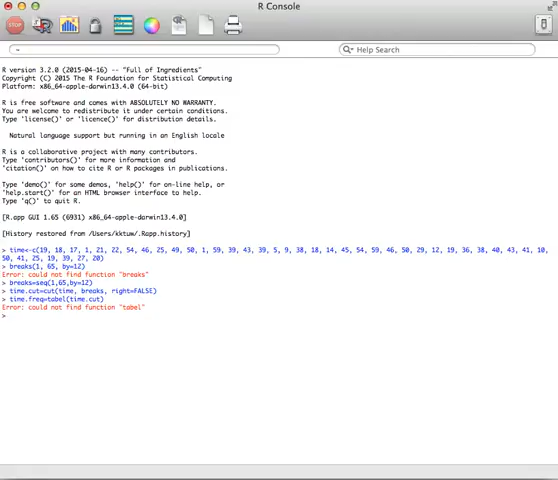 R Console
STOP
Help Search
R version 3.2.0 (2015-04-16) -- "Full of Ingredients"
Copyright (C) 2015 The R Foundation for Statistical Computing
Platform: x86_64-apple-darwin13.4.0 (64-bit)
R is free software and comes with ABSOLUTELY NO WARRANTY.
You are welcome to redistribute it under certain conditions.
Type 'license()' or 'licence()' for distribution details.
Natural language support but running in an English locale
R is a collaborative project with many contributors.
Type 'contributors()' for more information and
'citation()' on how to cite R or R packages in publications.
Type 'demo()' for some demos, 'help()' for on-line help, or
'help.start()' for an HTML browser interface to help.
Type 'q()' to quit R.
[R.app GUI 1.65 (6931) x86_64-apple-darwin13.4.0]
[History restored from /Users/kktuw/.Rapp.history]
> time<-c(19, 18, 17, 1, 21, 22, 54, 46, 25, 49, 50, 1, 59, 39, 43, 39, 5, 9, 38, 18, 14, 45, 54, 59, 46, 50, 29, 12, 19, 36, 38, 40, 43, 41, 10,
50, 41, 25, 19, 39, 27, 20)
> breaks(1, 65, by=12)
Error: could not find function "breaks"
> breaks=seq(1,65,by=12)
> time.cut=cut(time, breaks, right=FALSE)
> time.freq=tabel(time.cut)
Error: could not find function "tabel"
>